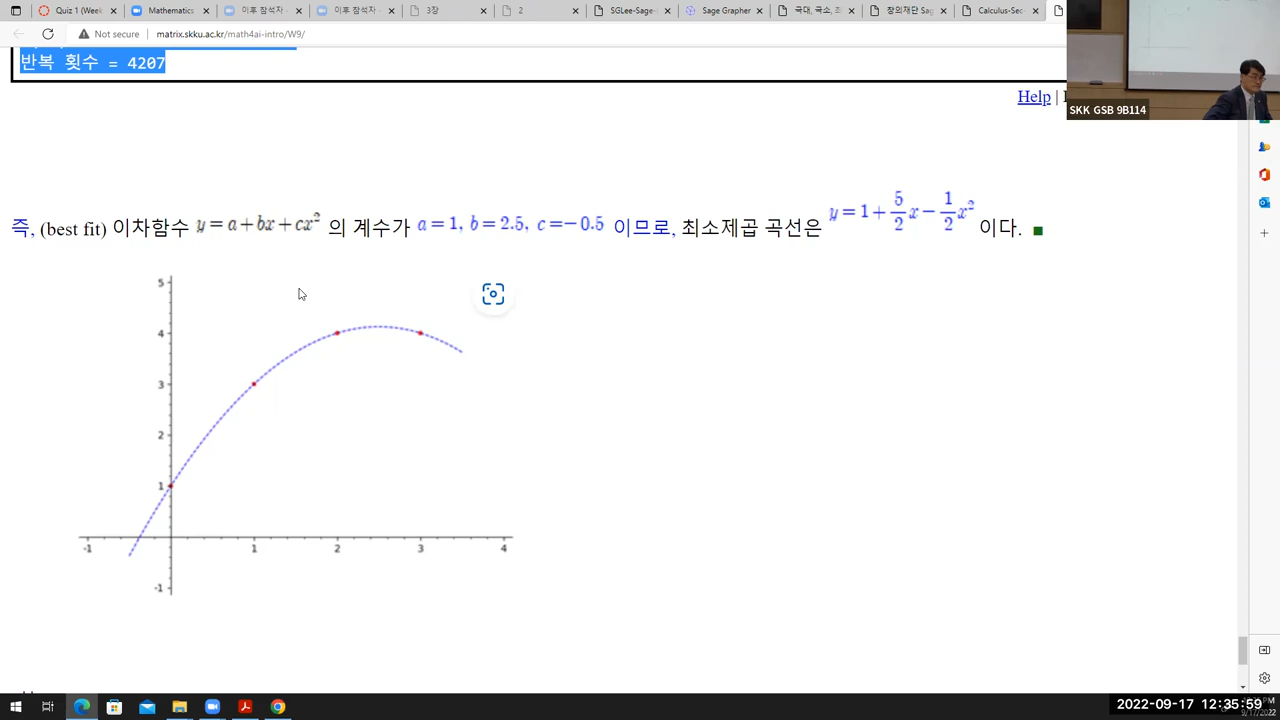 Quiz 1 (Week
Mathematics
이후 참석자 -
이후 참석자 -
3장
2
SGLee-Sage-
Sage Grapher
극대, 극소, 최
창의재단 Sag
Calculus-Sec
Not secure | matrix.skku.ac.kr/math4ai-intro/W9/
반복 횟수 = 4207
Help |
SKK GSB 9B114
즉, (best fit) 이차함수 y = a + bx + cx² 의 계수가 a = 1, b = 2.5, c = −0.5 이므로, 최소제곱 곡선은 y = 1 + 5/2 x − 1/2 x² 이다. ■
5
4
3
2
1
-1
-1 1 2 3 4
2022-09-17 12:35:59